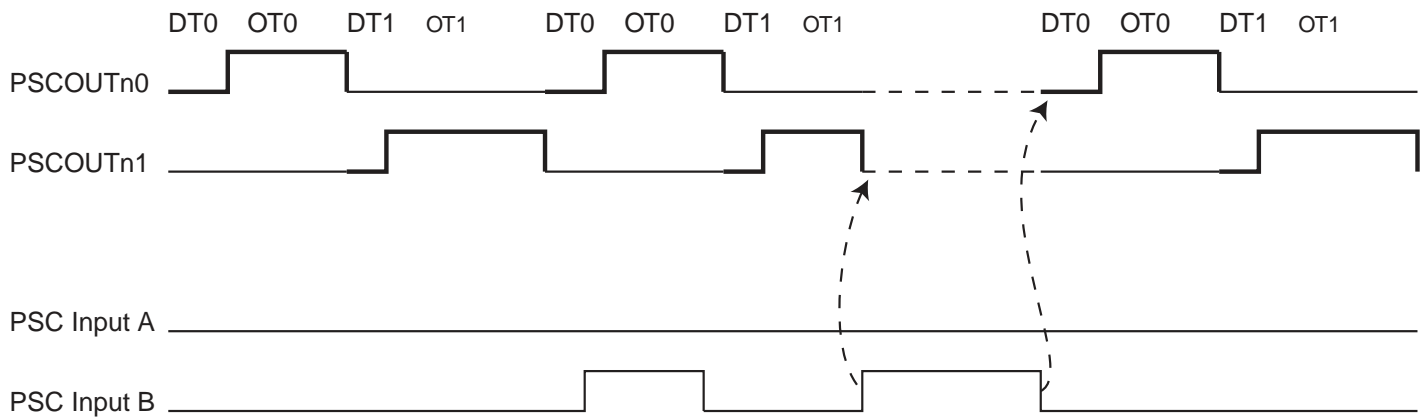 DT0 OT0 DT1 OT1 DT0 OT0 DT1 OT1 DT0 OT0 DT1 OT1
PSCOUTn0
PSCOUTn1
PSC Input A
PSC Input B